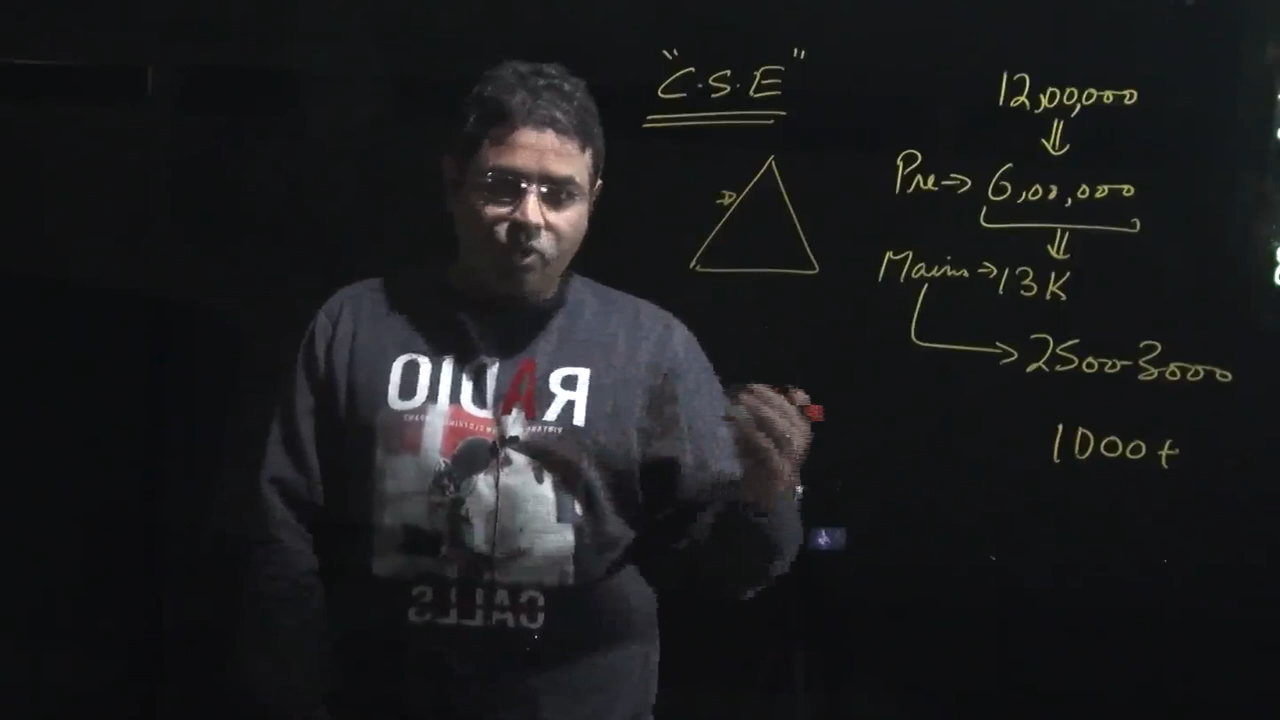 "C.S.E"
12,00,000
Pre→ 6,00,000
Mains→13K
2500-3000
1000+
RADIO
CALLS